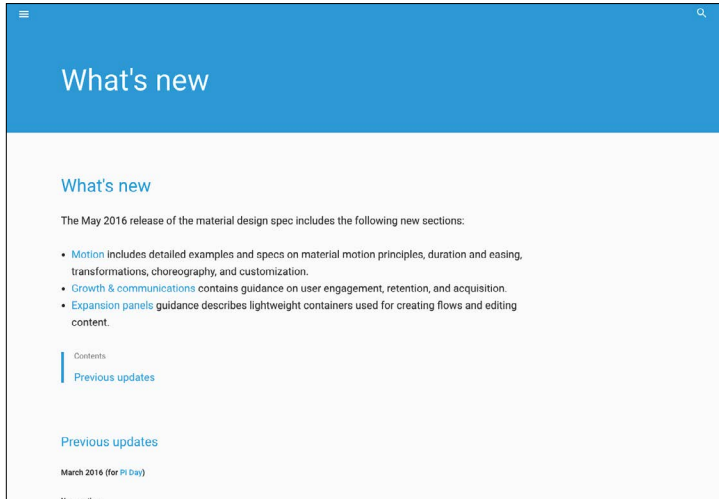 What's new
What's new
The May 2016 release of the material design spec includes the following new sections:
• Motion includes detailed examples and specs on material motion principles, duration and easing,
transformations, choreography, and customization.
• Growth & communications contains guidance on user engagement, retention, and acquisition.
• Expansion panels guidance describes lightweight containers used for creating flows and editing
content.
Contents
Previous updates
Previous updates
March 2016 (for PI Day)